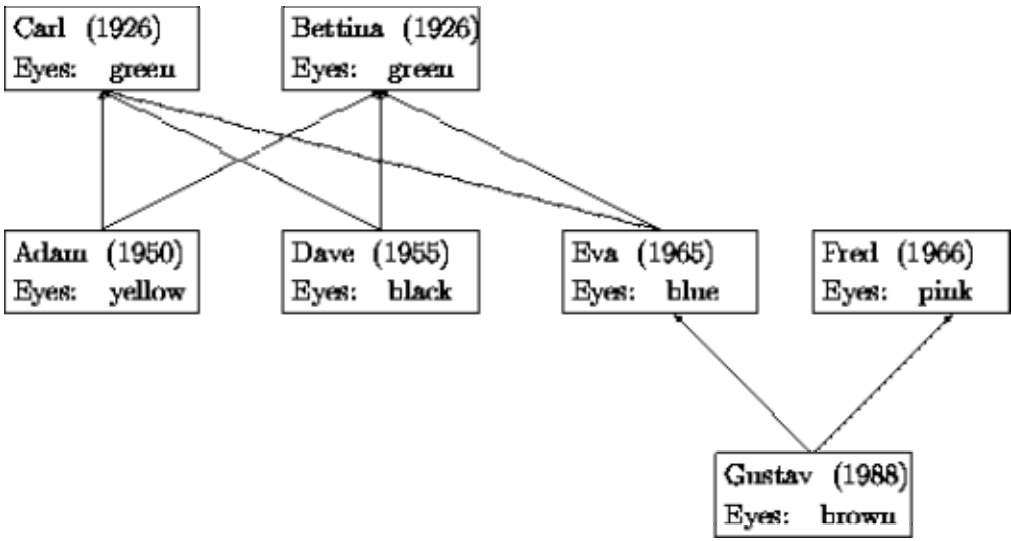 Carl (1926)
Eyes: green
Bettina (1926)
Eyes: green
Adam (1950)
Eyes: yellow
Dave (1955)
Eyes: black
Eva (1965)
Eyes: blue
Fred (1966)
Eyes: pink
Gustav (1988)
Eyes: brown